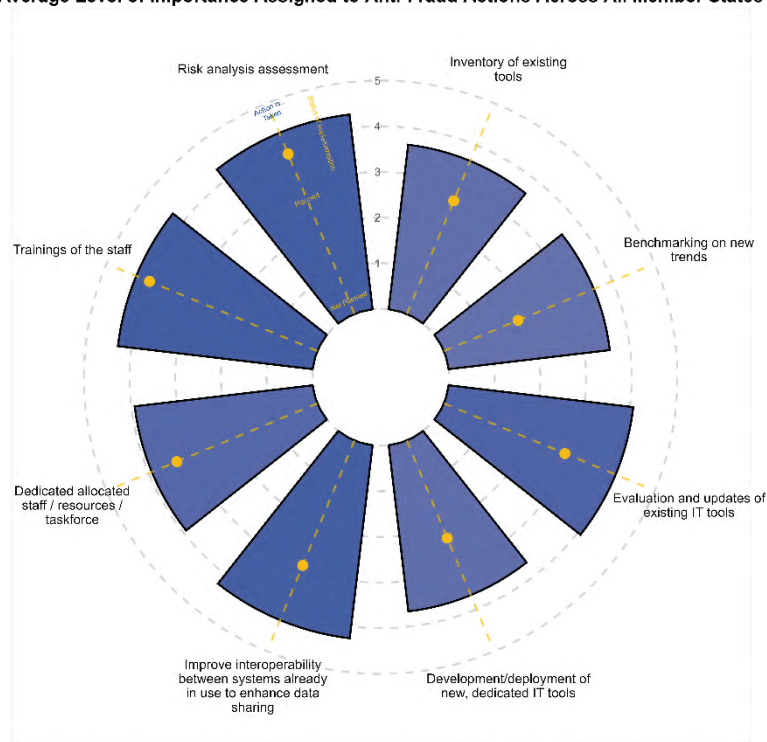 Average Level of Importance Assigned to Anti-Fraud Actions Across All Member States
Risk analysis assessment
Inventory of existing
tools
5
4
3
2
1
Action is
Taken
Status of implementation
Planned
Not Planned
Trainings of the staff
Benchmarking on new
trends
Dedicated allocated
staff / resources /
taskforce
Evaluation and updates of
existing IT tools
Improve interoperability
between systems already
in use to enhance data
sharing
Development/deployment of
new, dedicated IT tools